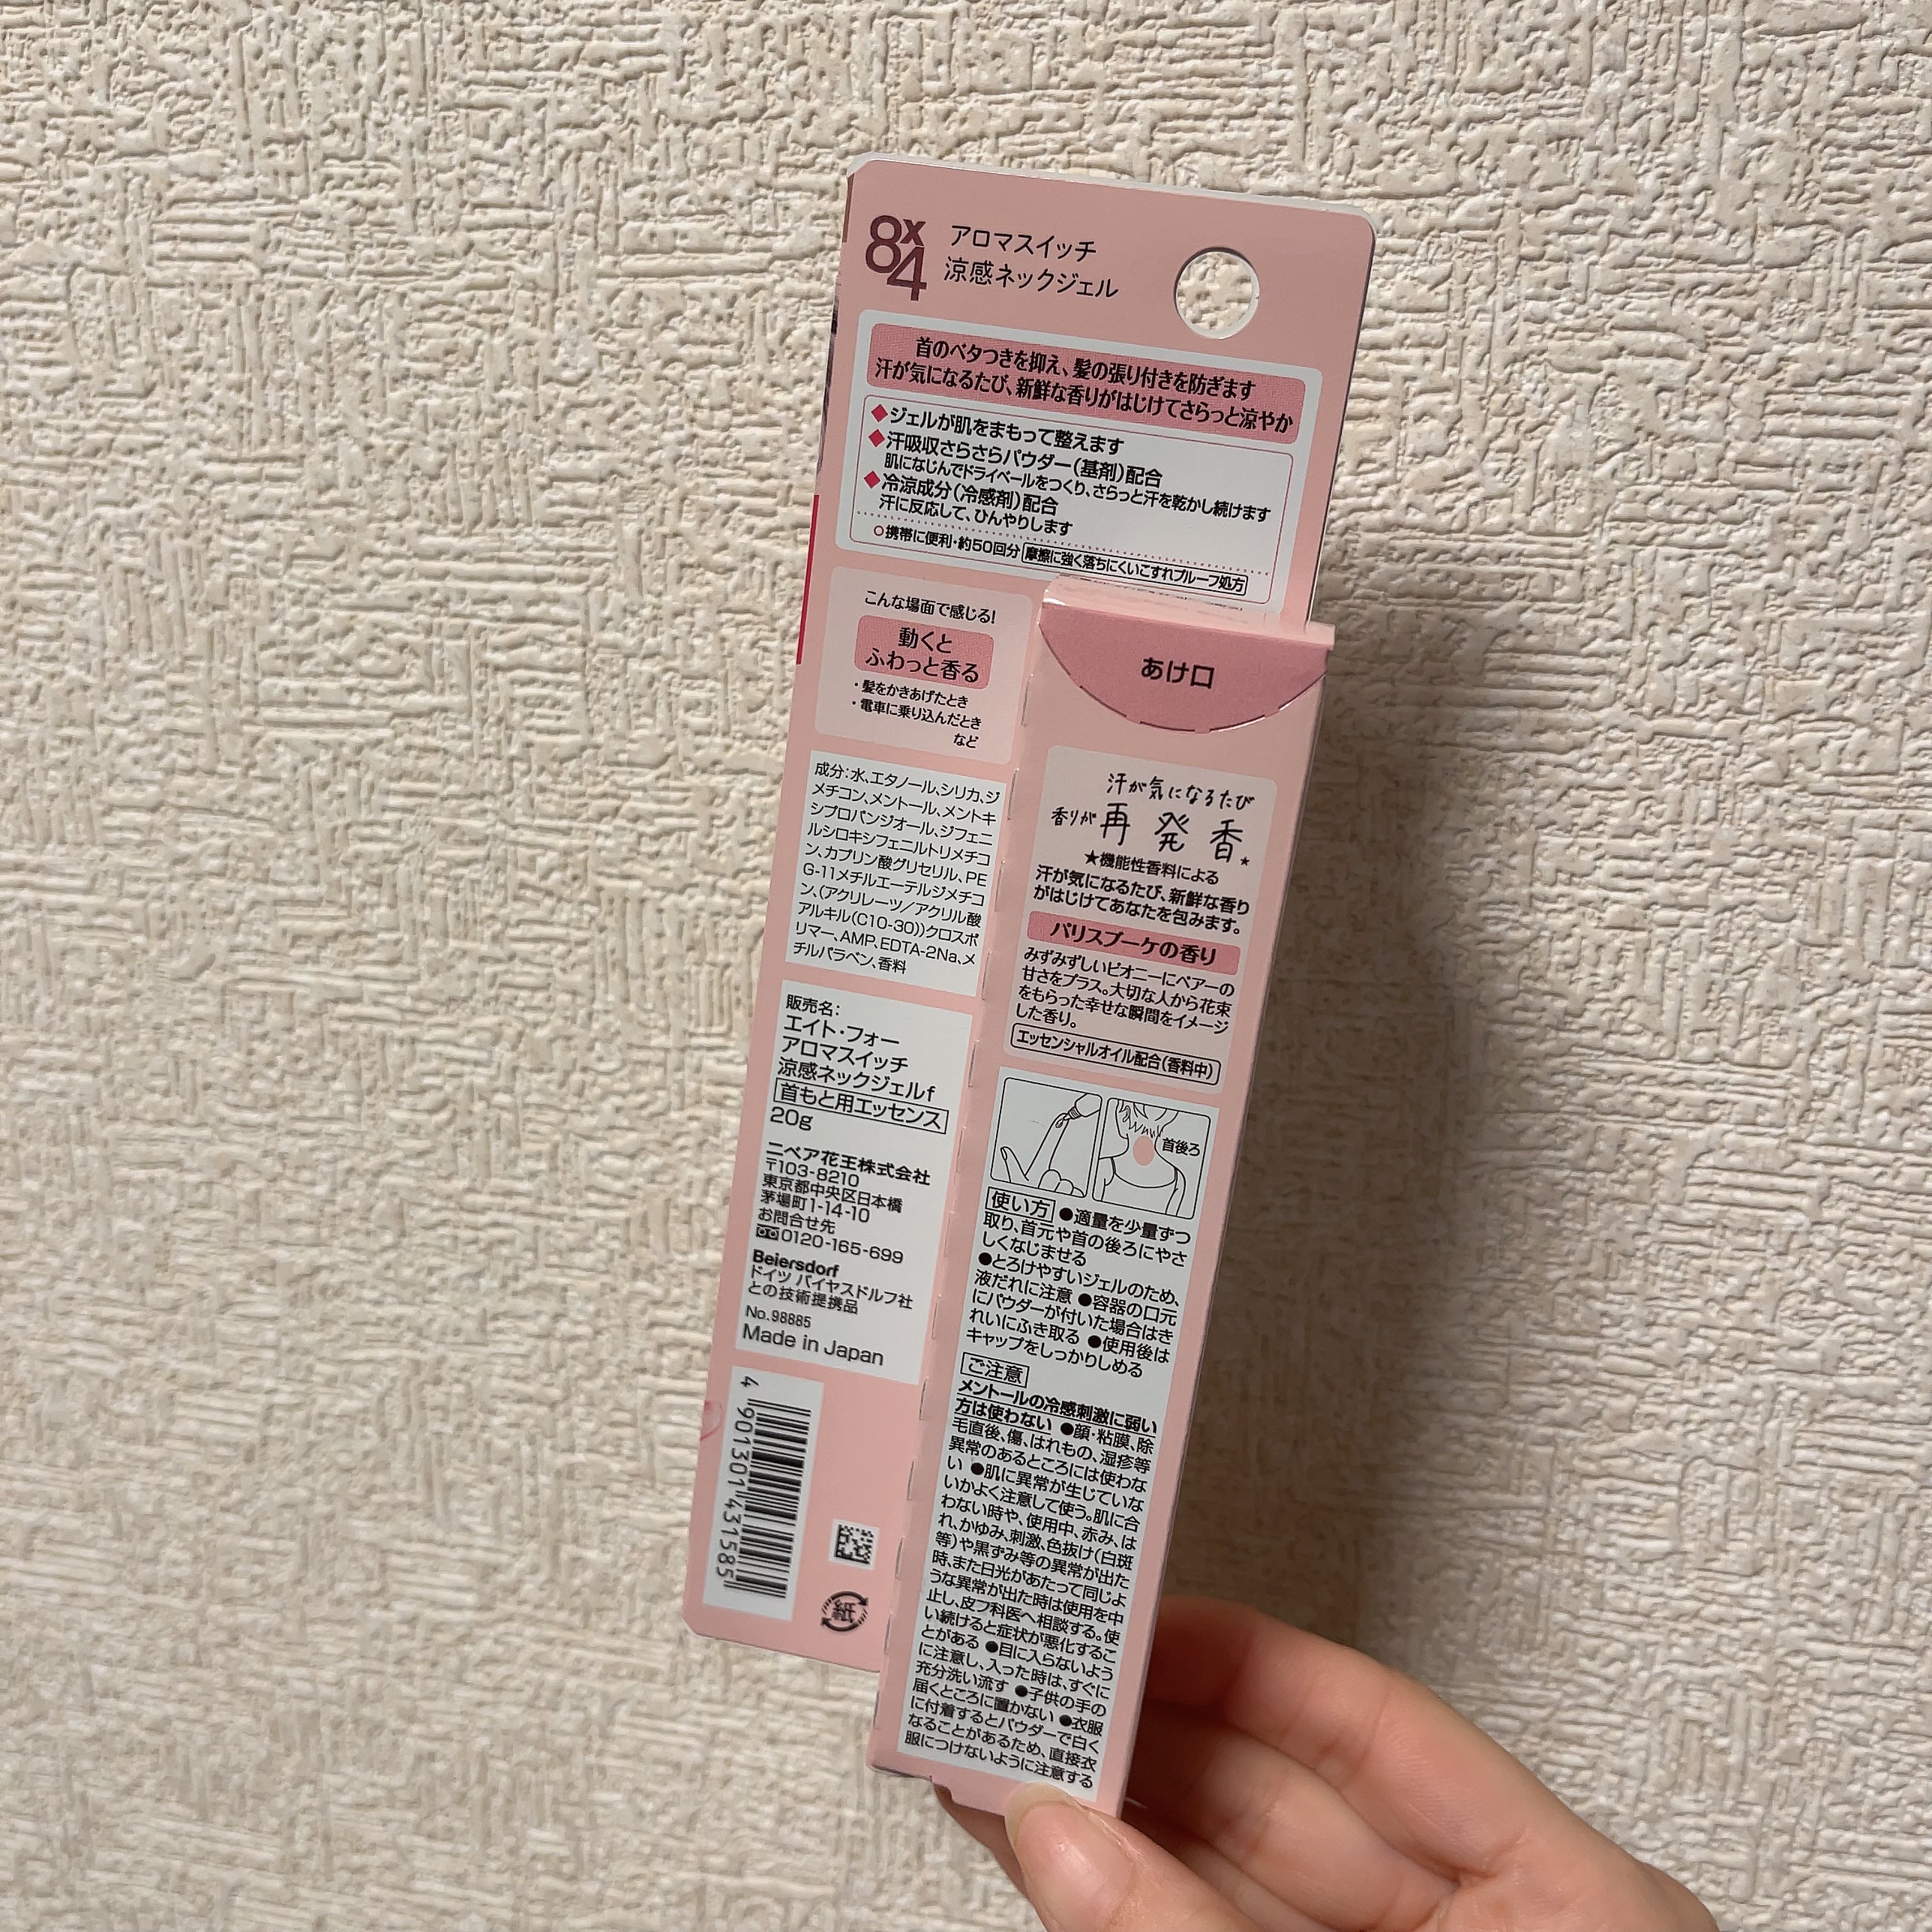 8x4
アロマスイッチ
涼感ネックジェル
首のベタつきを抑え、髪の張り付きを防ぎます
汗が気になるたび、新鮮な香りがはじけてさらっと涼やか
◆ジェルが肌をまもって整えます
◆汗吸収さらさらパウダー(基剤)配合
肌になじんでドライベールをつくり、さらっと汗を乾かし続けます
◆冷涼成分(冷感剤)配合
汗に反応して、ひんやりします
○携帯に便利・約50回分 摩擦に強く落ちにくいこすれプルーフ処方
こんな場面で感じる!
動くと
ふわっと香る
・髪をかきあげたとき
・電車に乗り込んだとき
など
成分:水、エタノール、シリカ、ジ
メチコン、メントール、メントキ
シプロパンジオール、ジフェニ
ルシロキシフェニルトリメチコ
ン、カプリン酸グリセリル、PE
G-11メチルエーテルジメチコ
ン、(アクリレーツ/アクリル酸
アルキル(C10-30))クロスポ
リマー、AMP、EDTA-2Na、メ
チルパラベン、香料
販売名:
エイト・フォー
アロマスイッチ
涼感ネックジェルf
首もと用エッセンス
20g
ニベア花王株式会社
〒103-8210
東京都中央区日本橋
茅場町1-14-10
お問合せ先
0120-165-699
Beiersdorf
ドイツ バイヤスドルフ社
との技術提携品
No.98885
Made in Japan
4 901301 431585
紙
あけ口
汗が気になるたび
香りが再発香★
★機能性香料による
汗が気になるたび、新鮮な香り
がはじけてあなたを包みます。
パリスブーケの香り
みずみずしいピオニーにペアーの
甘さをプラス。大切な人から花束
をもらった幸せな瞬間をイメージ
した香り。
エッセンシャルオイル配合(香料中)
首後ろ
使い方 ●適量を少量ずつ
取り、首元や首の後ろにやさ
しくなじませる
●とろけやすいジェルのため、
液だれに注意 ●容器の口元
にパウダーが付いた場合はき
れいにふき取る ●使用後は
キャップをしっかりしめる
ご注意
メントールの冷感刺激に弱い
方は使わない ●顔・粘膜、除
毛直後、傷、はれもの、湿疹等
異常のあるところには使わな
い ●肌に異常が生じていな
いかよく注意して使う。肌に合
わない時や、使用中、赤み、は
れ、かゆみ、刺激、色抜け(白斑
等)や黒ずみ等の異常が出た
時、また日光があたって同じよ
うな異常が出た時は使用を中
止し、皮フ科医へ相談する。使
い続けると症状が悪化するこ
とがある ●目に入らないよう
に注意し、入った時は、すぐに
充分洗い流す ●子供の手の
届くところに置かない ●衣服
に付着するとパウダーで白く
なることがあるため、直接衣
服につけないように注意する